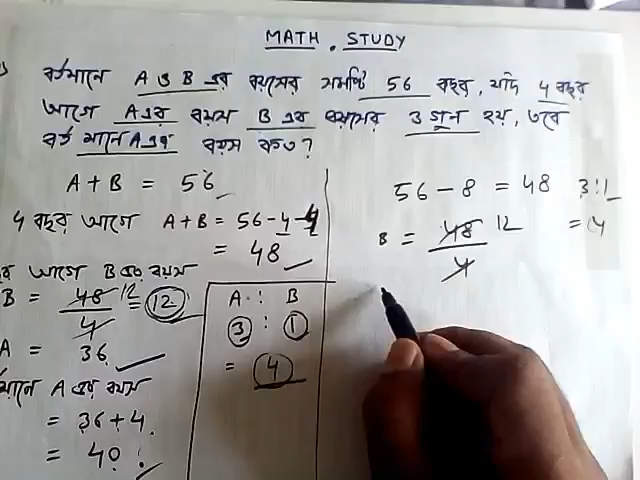 MATH . STUDY
বর্তমানে A ও B এর বয়সের সমষ্টি 56 বছর, যদি 4 বছর
আগে A এর বয়স B এর বয়সের 3 গুন হয়, তবে
বর্তমানে A এর বয়স কত?
A + B = 56
4 বছর আগে A + B = 56 - 4 - 4
= 48
আগে B এর বয়স
B = 48/4 12 = 12
A = 36
মানে A এর বয়স
= 36 + 4
= 40
A : B
3 : 1
= 4
56 - 8 = 48 3:1
B = 48/4 12 = 4